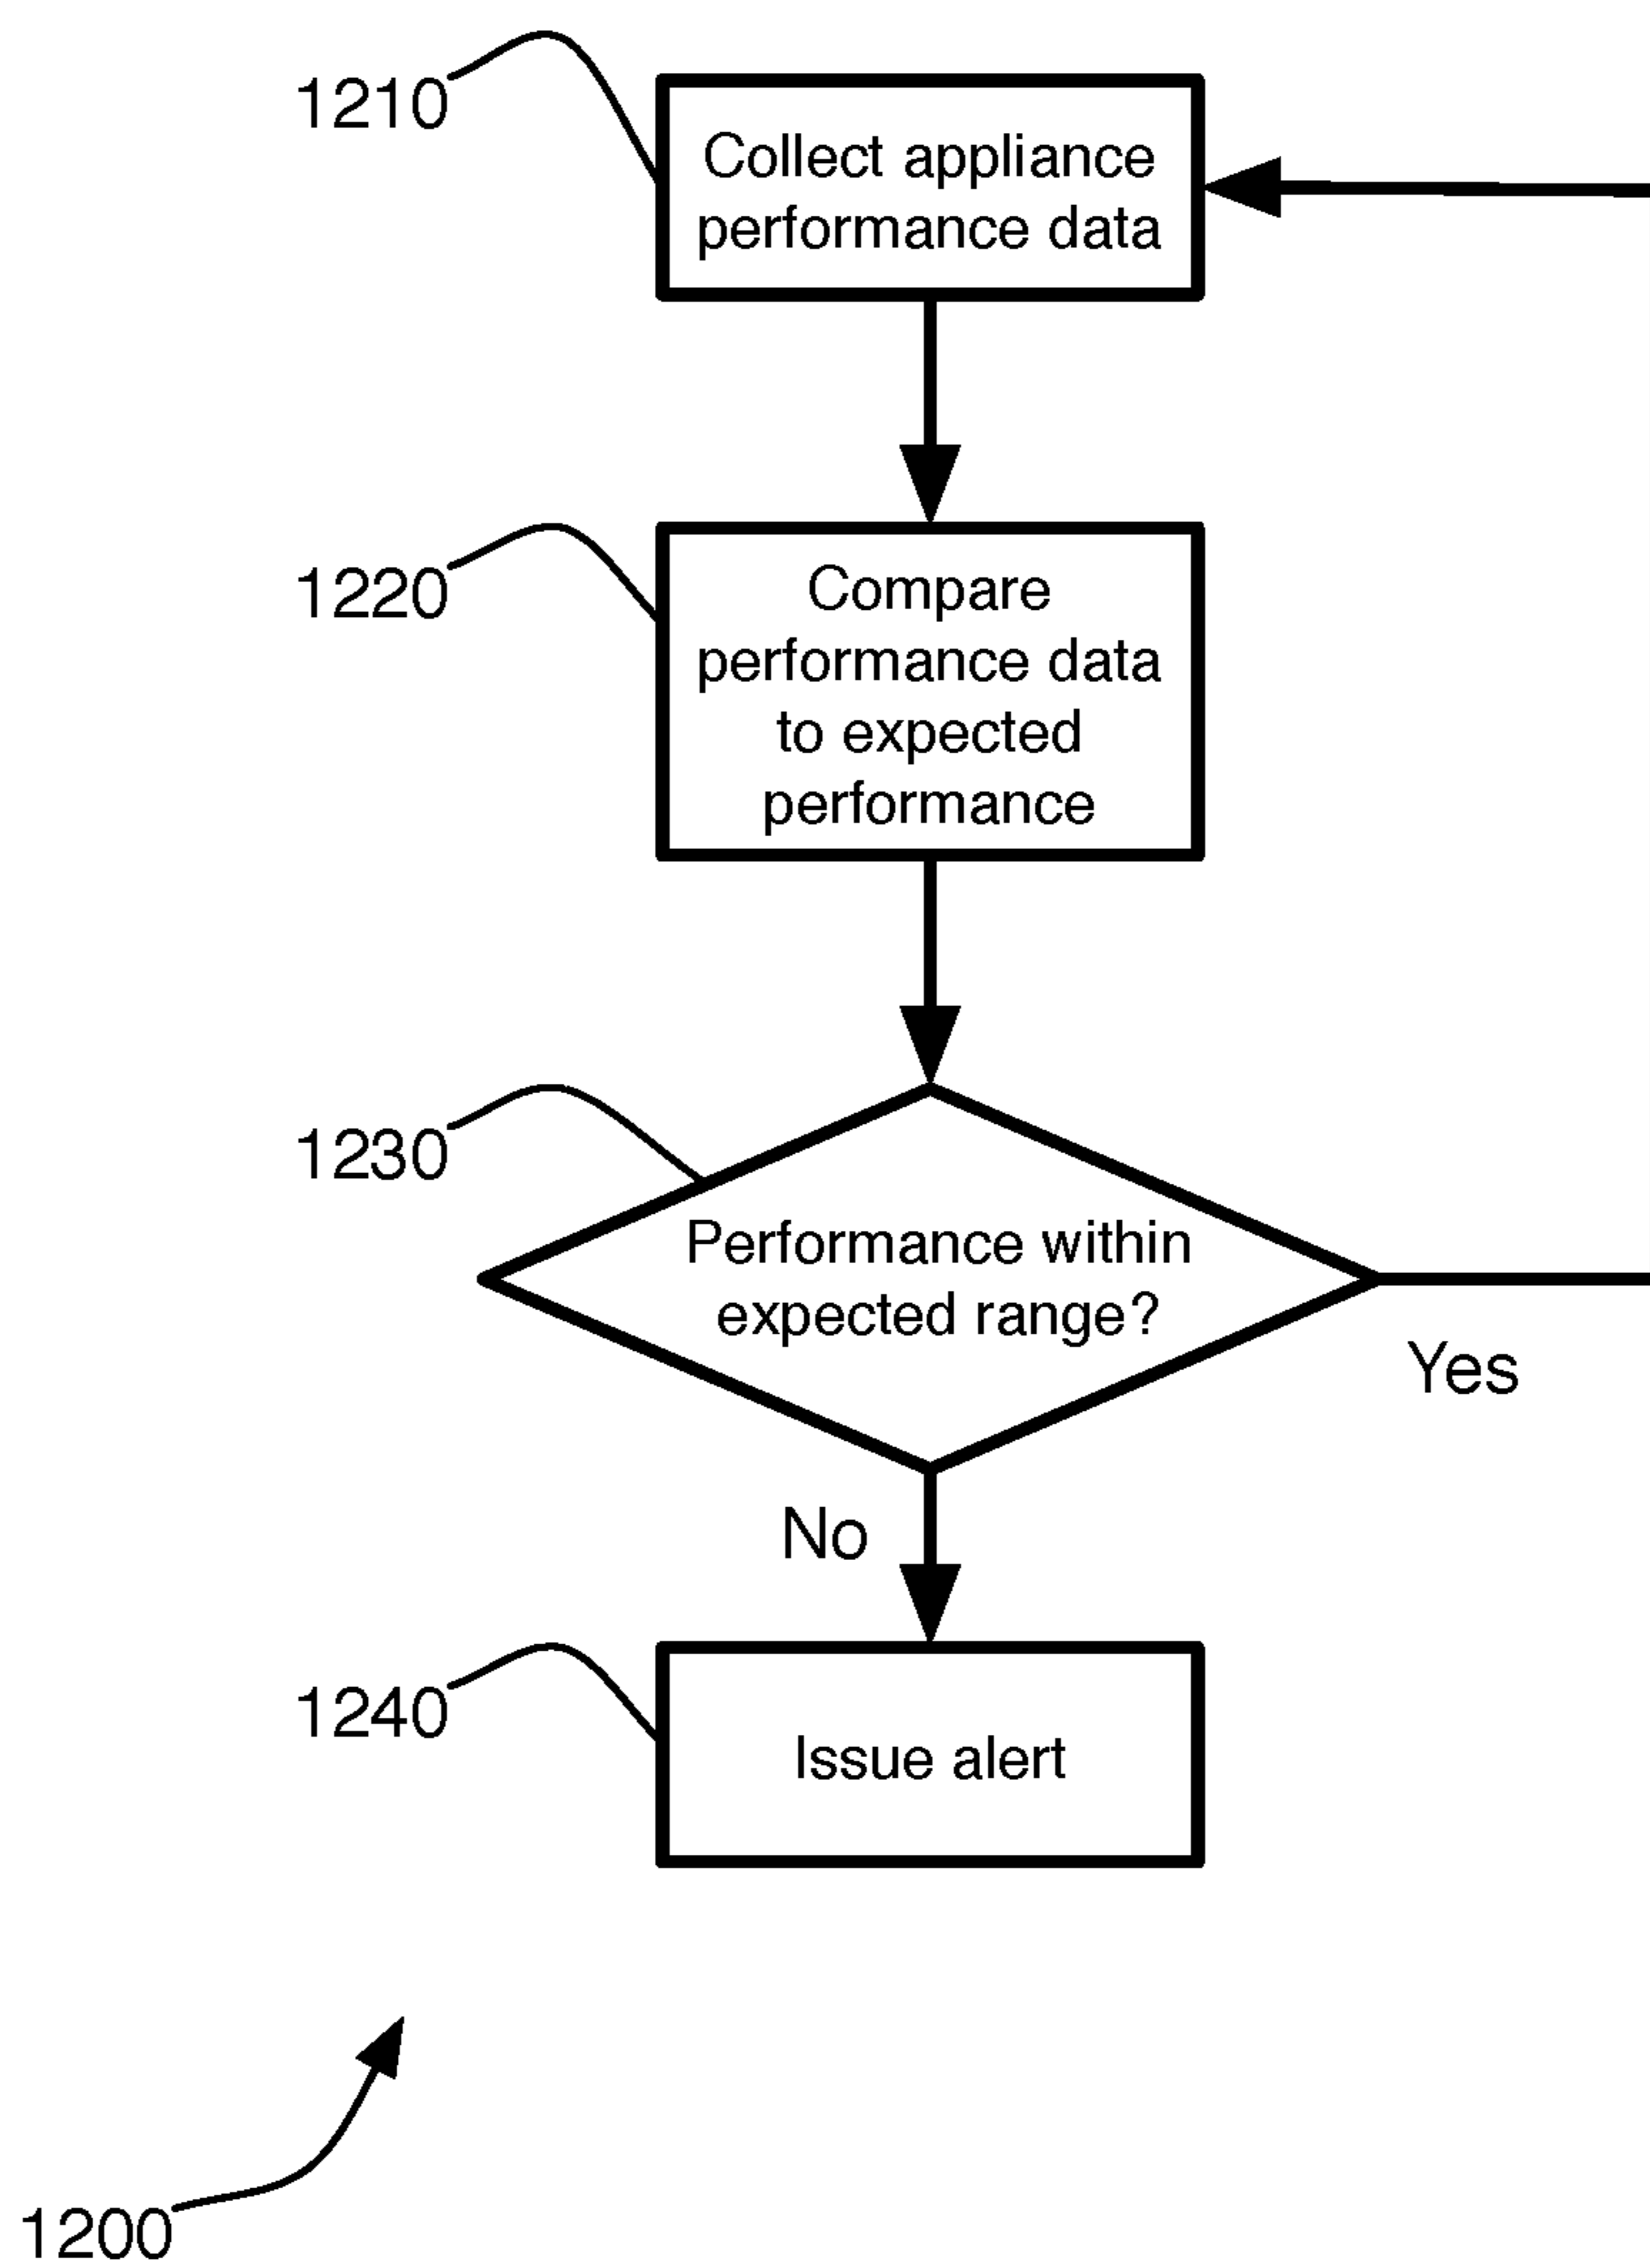 1210
Collect appliance
performance data
1220
Compare
performance data
to expected
performance
1230
Performance within
expected range?
Yes
No
1240
Issue alert
1200